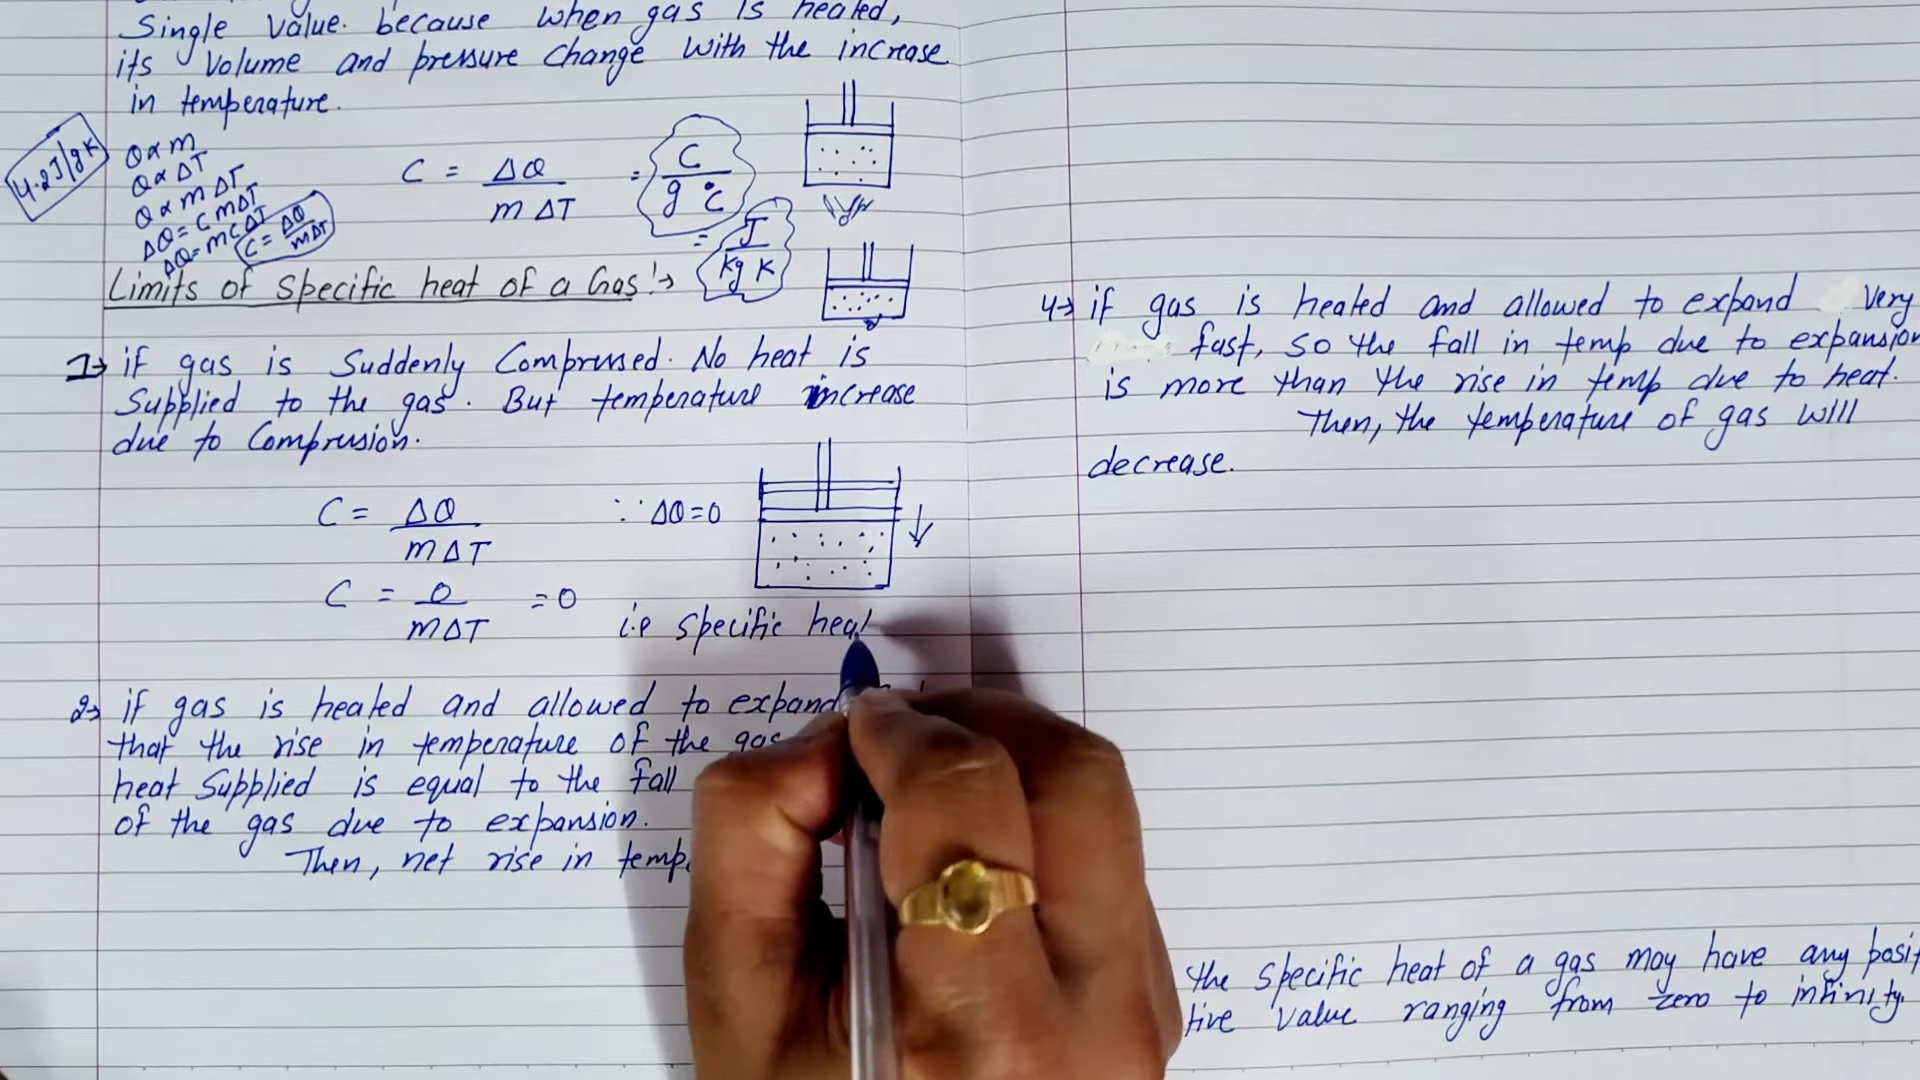 Single value. because when gas is heated,
its volume and pressure change with the increase
in temperature.
4.2J/gK
Q ∝ m
Q ∝ ΔT
Q ∝ m ΔT
ΔQ = C mΔT
ΔQ = mCΔT
C = ΔQ/mΔT
C = ΔQ/mΔT = C/g °C
= J/kg K
Limits of specific heat of a Gas!→
1→ if gas is Suddenly Compressed. No heat is
Supplied to the gas. But temperature increase
due to Compression.
C = ΔQ/mΔT ∵ ΔQ=0
C = 0/mΔT = 0 i.e specific heat
2→ if gas is heated and allowed to expand
that the rise in temperature of the gas
heat Supplied is equal to the fall
of the gas due to expansion.
Then, net rise in temp.
4→ if gas is heated and allowed to expand very
fast, so the fall in temp due to expansion
is more than the rise in temp due to heat.
Then, the temperature of gas will
decrease.
the specific heat of a gas may have any posi
tive value ranging from zero to infinity.